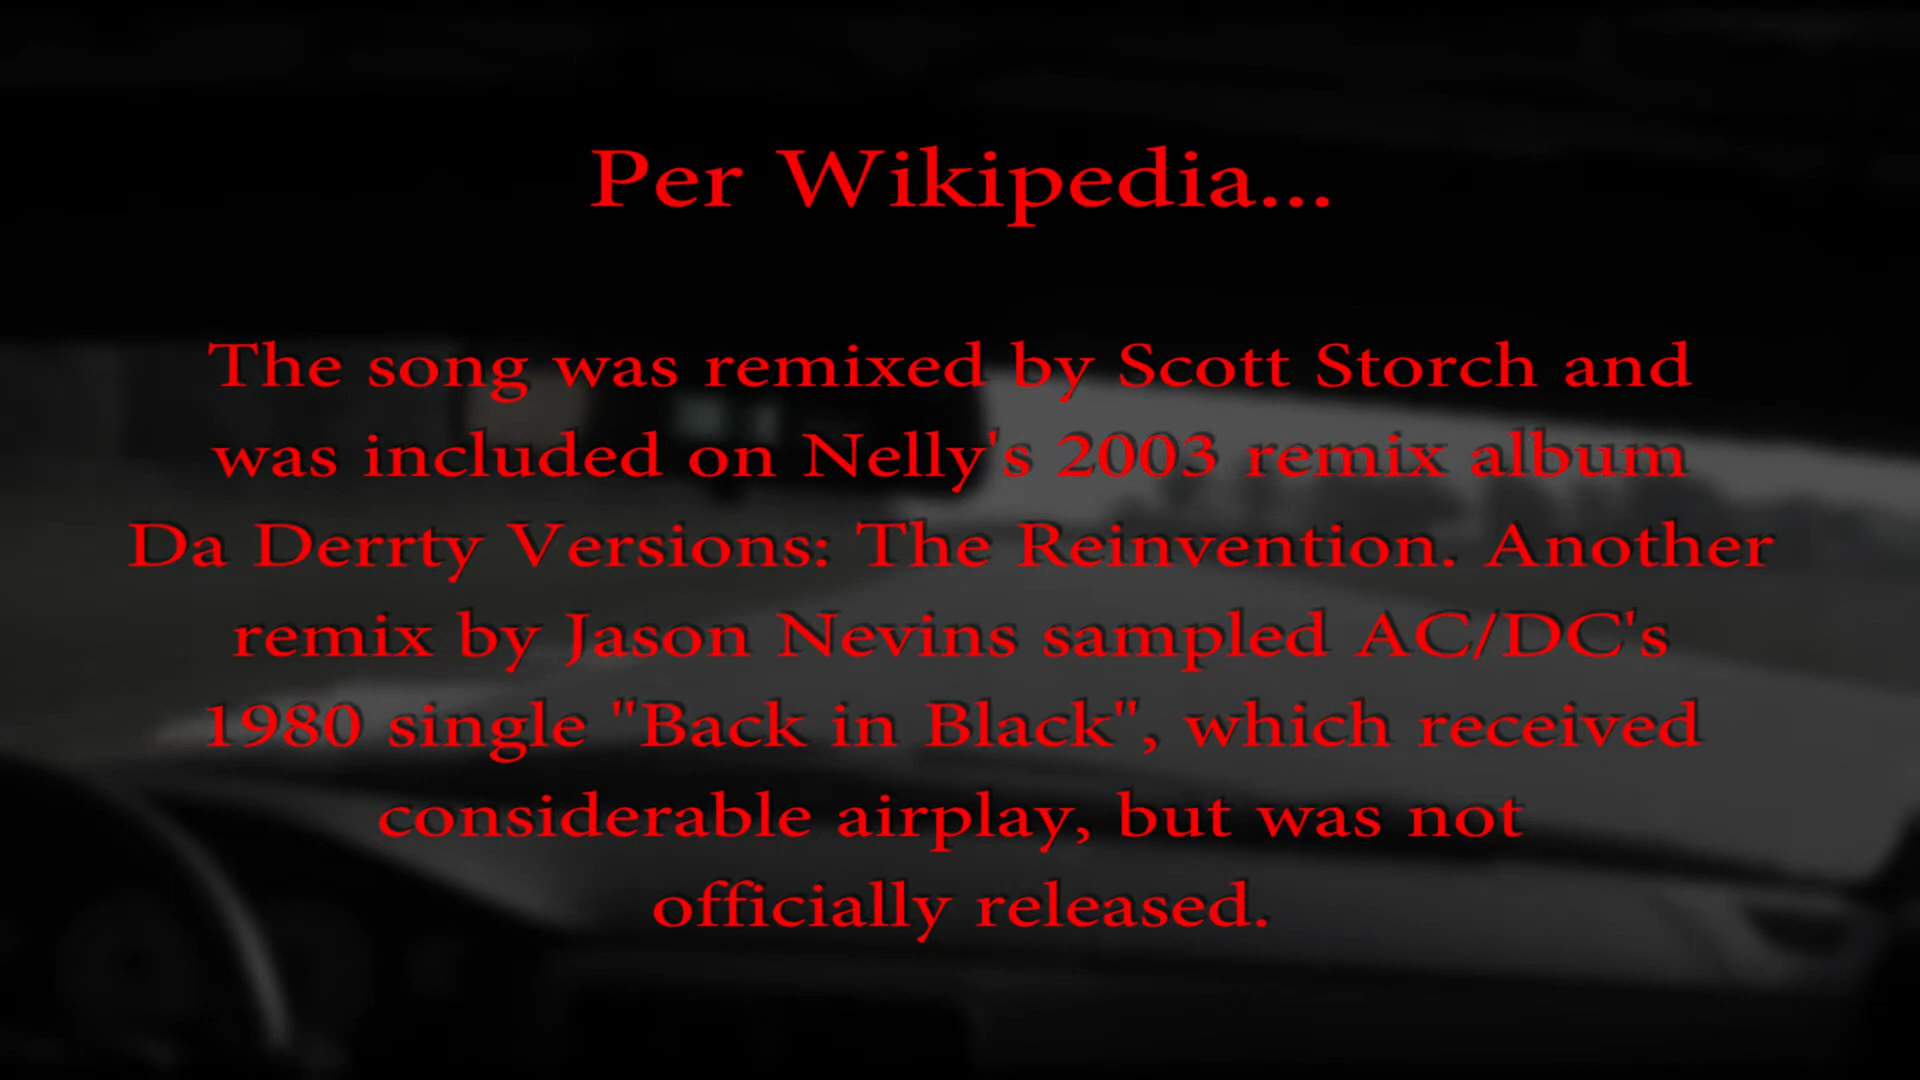 Per Wikipedia...
The song was remixed by Scott Storch and
was included on Nelly's 2003 remix album
Da Derrty Versions: The Reinvention. Another
remix by Jason Nevins sampled AC/DC's
1980 single "Back in Black", which received
considerable airplay, but was not
officially released.